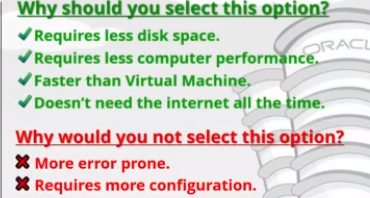 Why should you select this option?
Requires less disk space.
Requires less computer performance.
Faster than Virtual Machine.
Doesn't need the internet all the time.
ORACL
Why would you not select this option?
More error prone.
Requires more configuration.